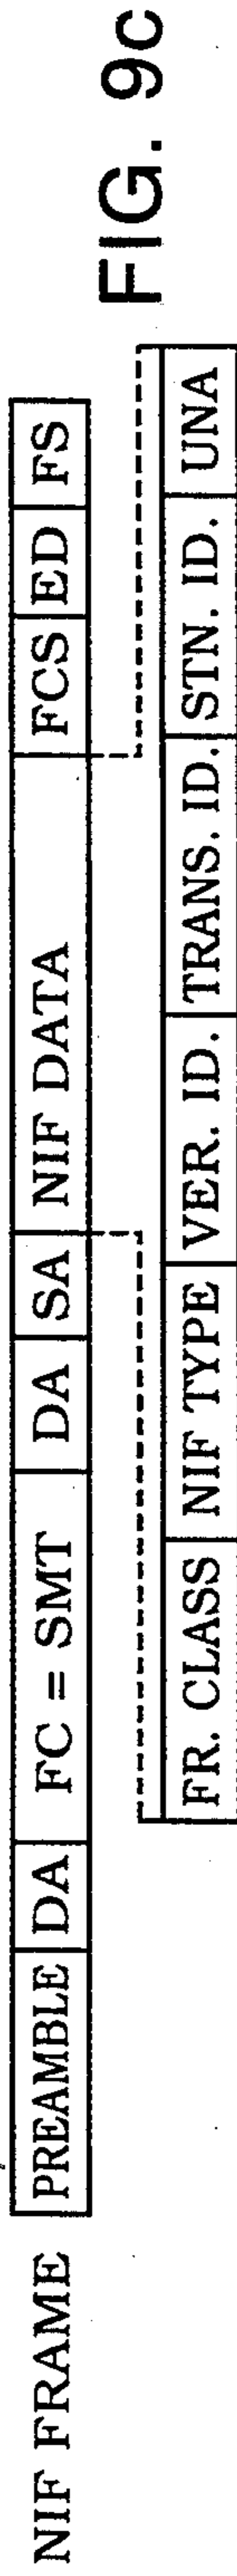 NIF FRAME PREAMBLE DA FC = SMT DA SA NIF DATA FCS ED FS
FR. CLASS NIF TYPE VER. ID. TRANS. ID. STN. ID. UNA
FIG. 9c